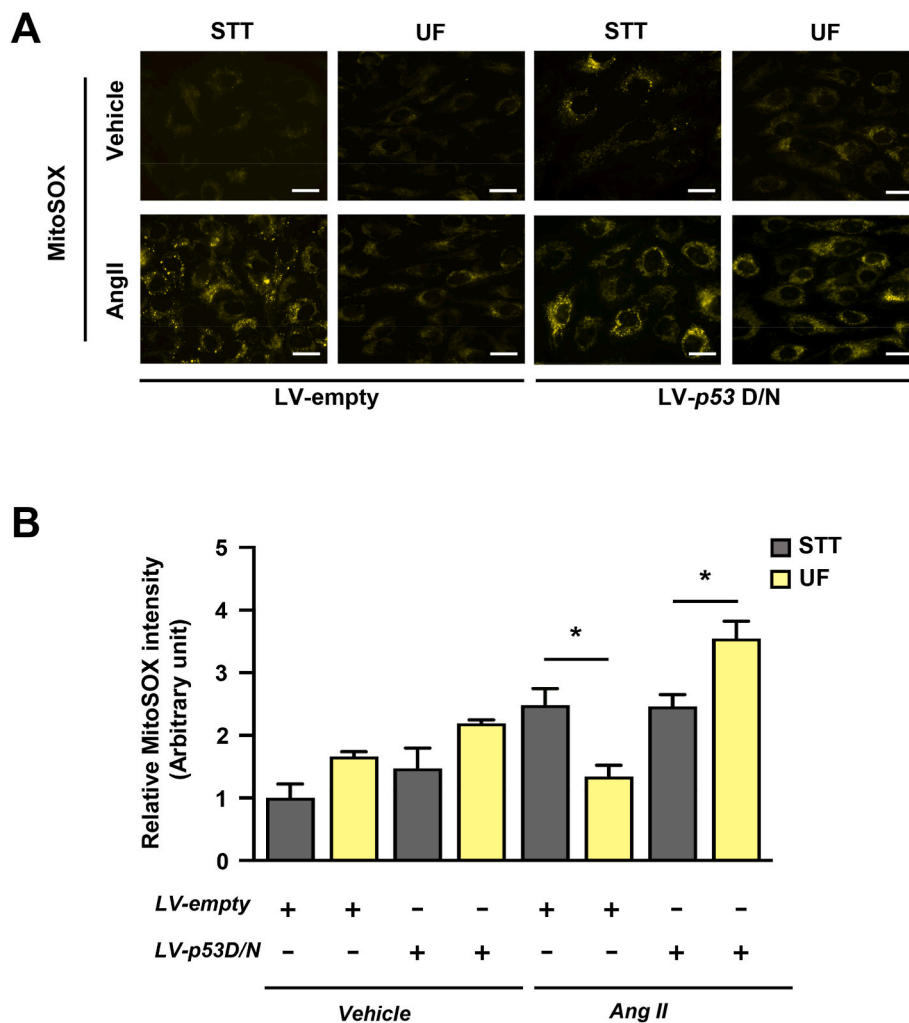 A
STT UF STT UF
MitoSOX
Vehicle
AngII
LV-empty LV-p53 D/N
B
STT
UF
Relative MitoSOX intensity
(Arbitrary unit)
5
4
3
2
1
0
*
*
LV-empty + + - - + + - -
LV-p53D/N - - + + - - + +
Vehicle Ang II